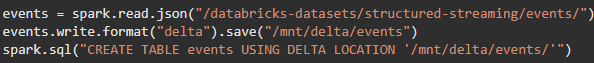 events = spark.read.json("/databricks-datasets/structured-streaming/events/")
events.write.format("delta").save("/mnt/delta/events")
spark.sql("CREATE TABLE events USING DELTA LOCATION '/mnt/delta/events/'")